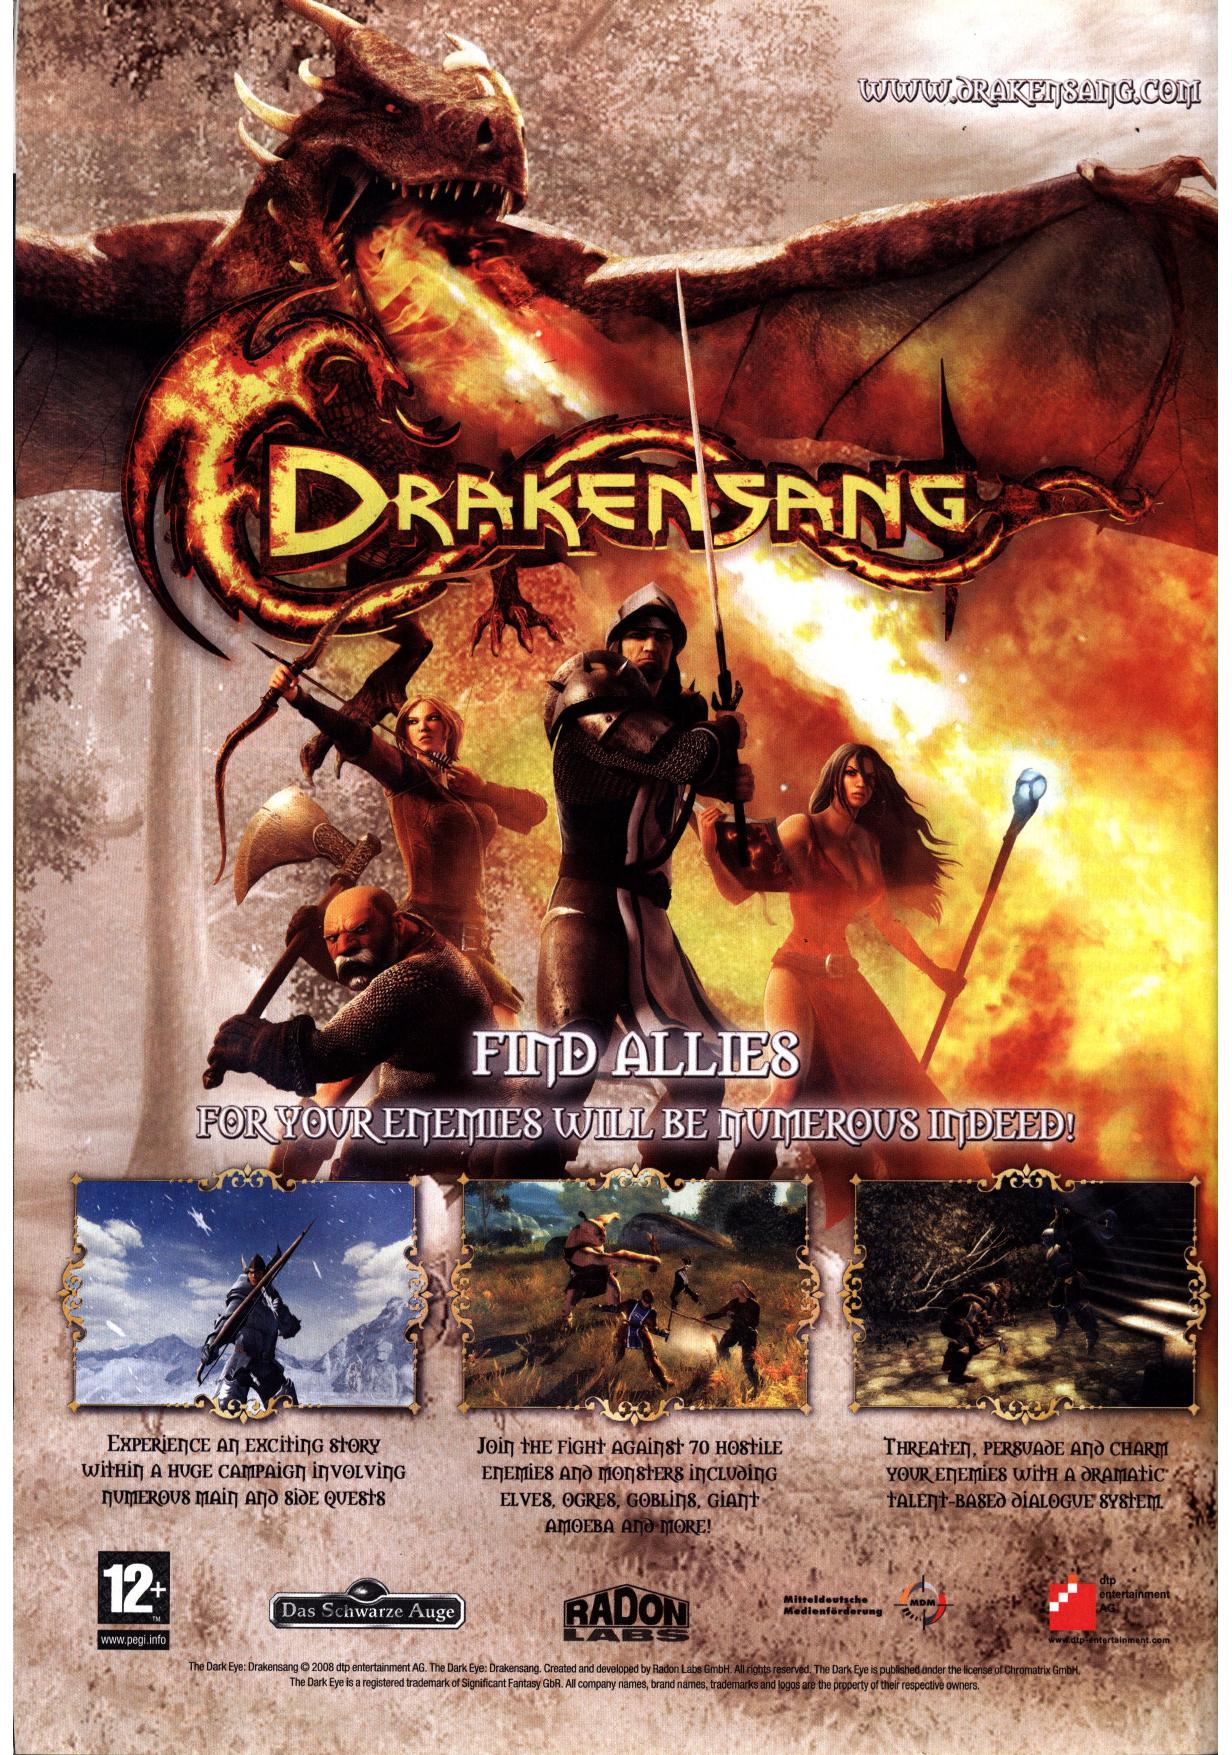 WWW.DRAKENSANG.COM
DRAKENSANG
FIND ALLIES
FOR YOUR ENEMIES WILL BE NUMEROUS INDEED!
EXPERIENCE AN EXCITING STORY
WITHIN A HUGE CAMPAIGN INVOLVING
NUMEROUS MAIN AND SIDE QUESTS
JOIN THE FIGHT AGAINST 70 HOSTILE
ENEMIES AND MONSTERS INCLUDING
ELVES, OGRES, GOBLINS, GIANT
AMOEBA AND MORE!
THREATEN, PERSUADE AND CHARM
YOUR ENEMIES WITH A DRAMATIC
TALENT-BASED DIALOGUE SYSTEM.
12+
TM
www.pegi.info
Das Schwarze Auge
RADON
LABS
Mitteldeutsche
Medienförderung
MDM
dtp
entertainment
AG
www.dtp-entertainment.com
The Dark Eye: Drakensang © 2008 dtp entertainment AG. The Dark Eye: Drakensang. Created and developed by Radon Labs GmbH. All rights reserved. The Dark Eye is published under the license of Chromatrix GmbH.
The Dark Eye is a registered trademark of Significant Fantasy GbR. All company names, brand names, trademarks and logos are the property of their respective owners.